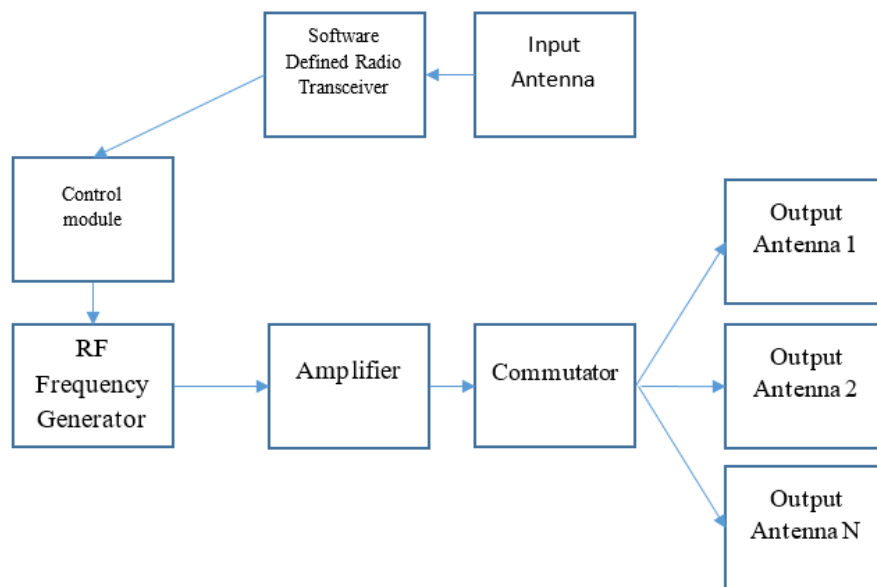 Software
Defined Radio
Transceiver
Input
Antenna
Control
module
Output
Antenna 1
RF
Frequency
Generator
Amplifier
Commutator
Output
Antenna 2
Output
Antenna N